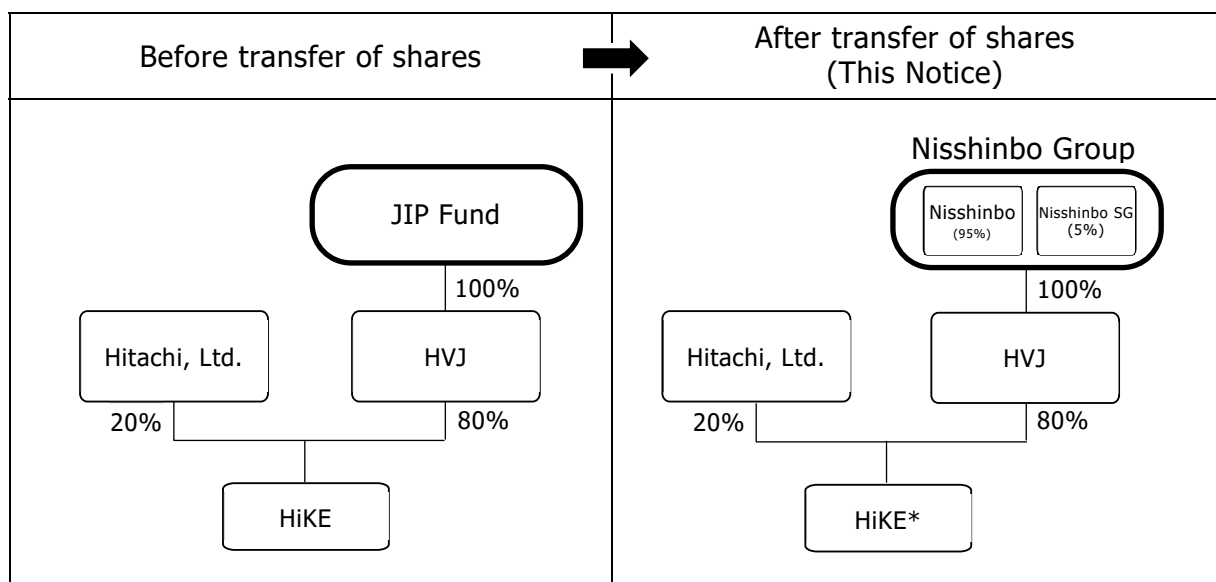 Before transfer of shares
After transfer of shares
(This Notice)
JIP Fund
100%
Hitachi, Ltd.
HVJ
20%
80%
HiKE
Nisshinbo Group
Nisshinbo
(95%)
Nisshinbo SG
(5%)
100%
Hitachi, Ltd.
HVJ
20%
80%
HiKE*